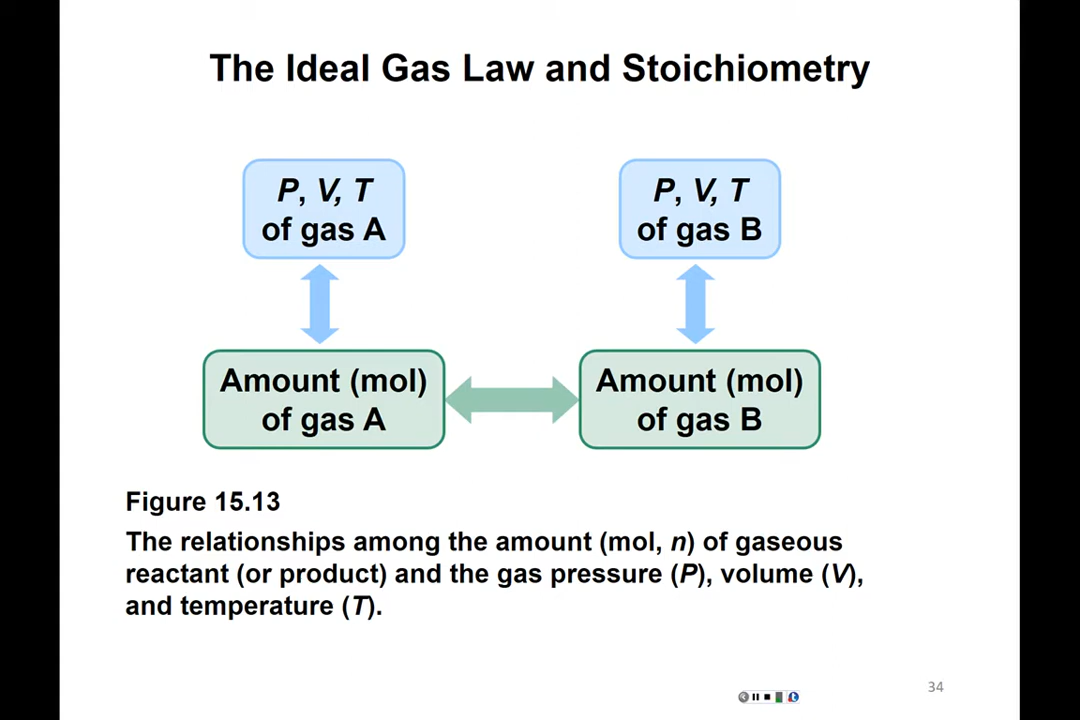 The Ideal Gas Law and Stoichiometry
P, V, T
of gas A
P, V, T
of gas B
Amount (mol)
of gas A
Amount (mol)
of gas B
Figure 15.13
The relationships among the amount (mol, n) of gaseous
reactant (or product) and the gas pressure (P), volume (V),
and temperature (T).
34